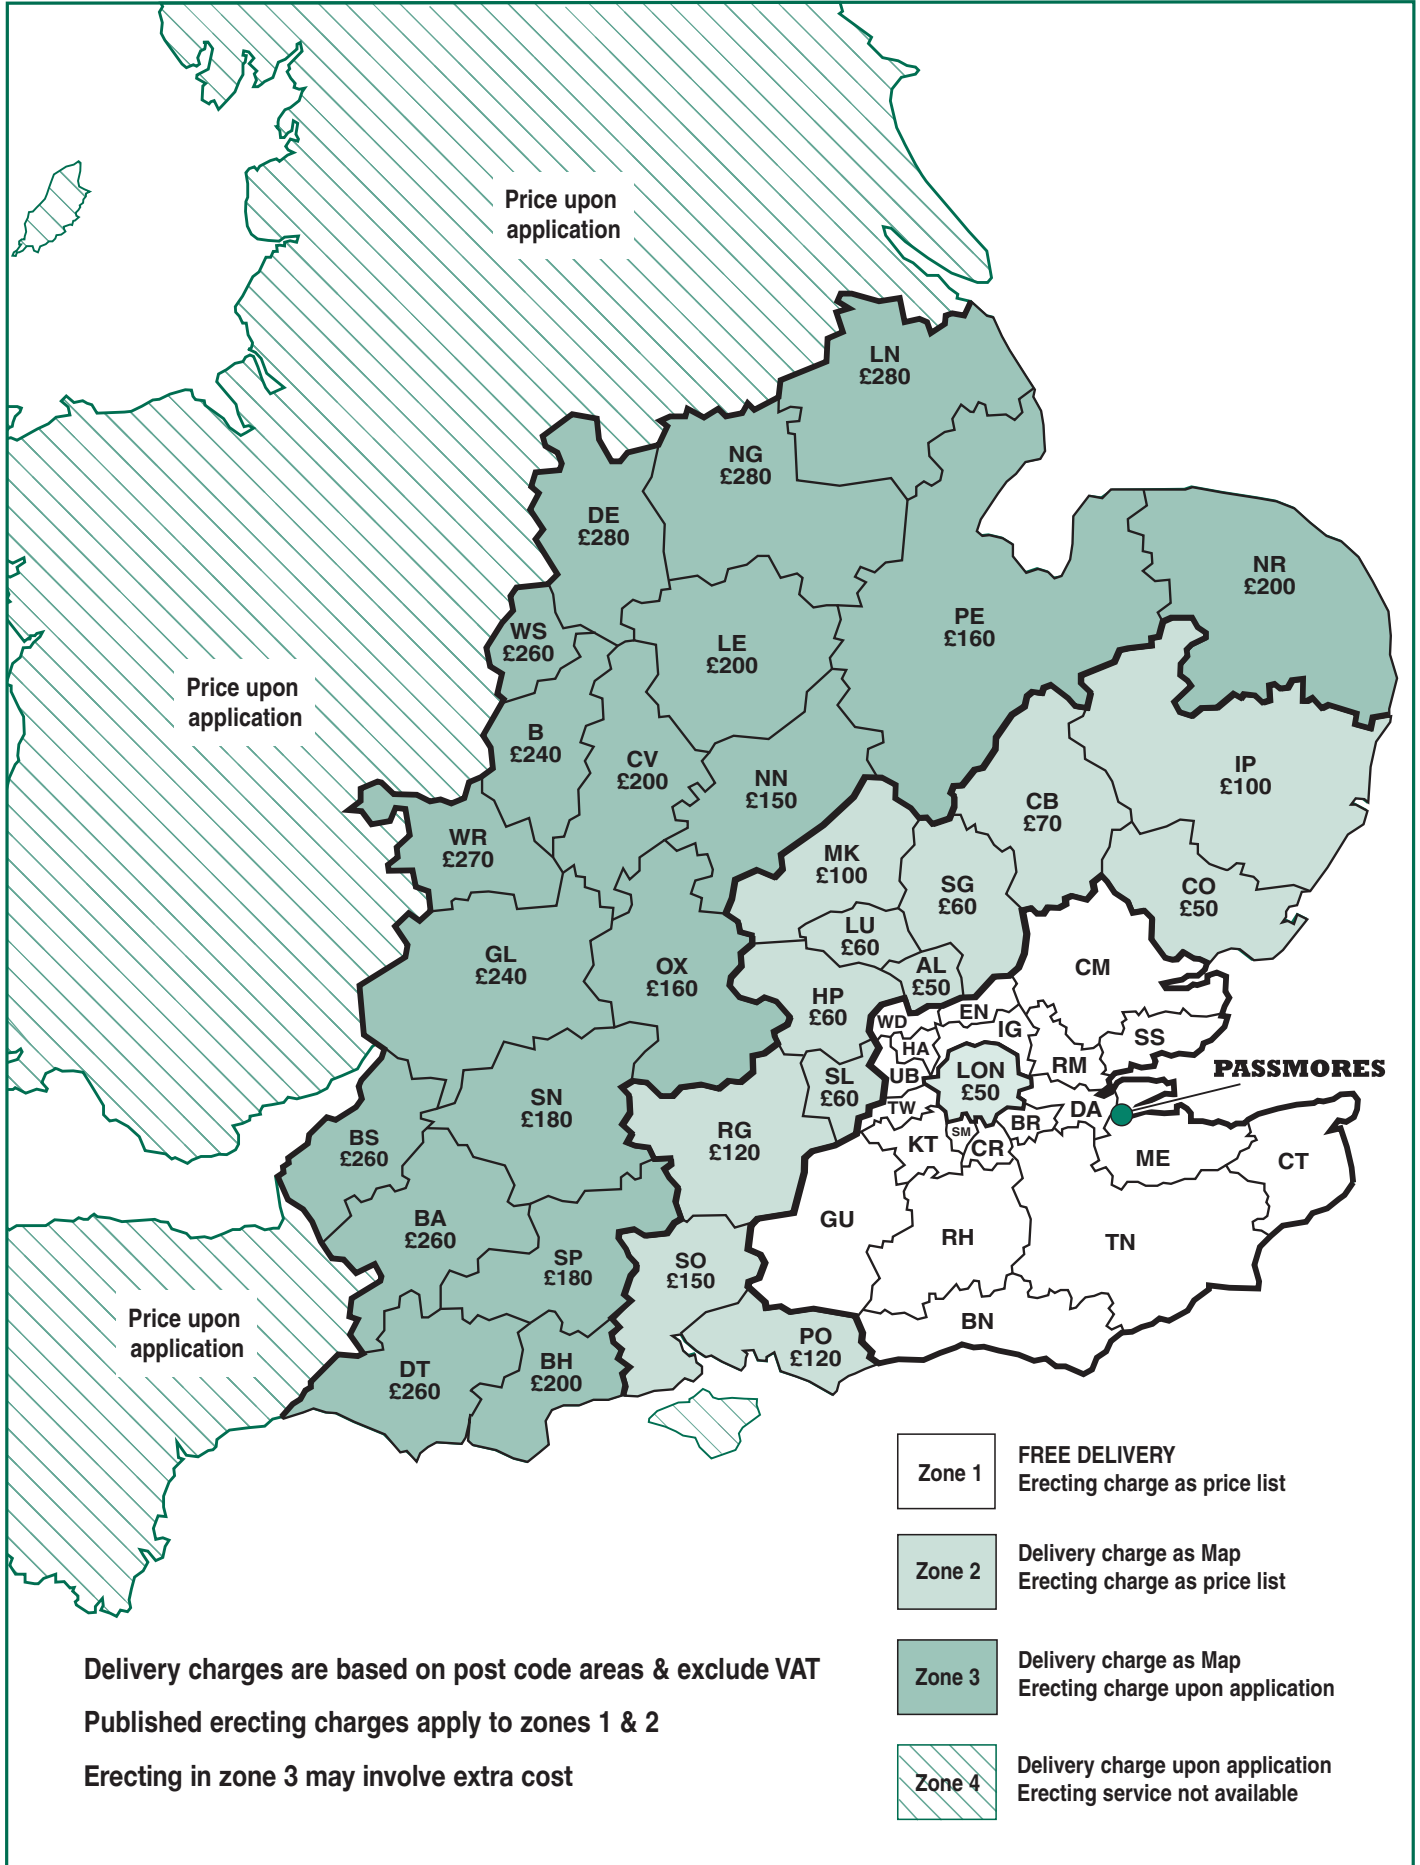 Price upon
application
LN
£280
NG
£280
DE
£280
NR
£200
WS
£260
LE
£200
PE
£160
Price upon
application
B
£240
CV
£200
NN
£150
IP
£100
CB
£70
WR
£270
MK
£100
SG
£60
CO
£50
LU
£60
GL
£240
OX
£160
AL
£50
CM
HP
£60
WD
EN
IG
SS
HA
RM
PASSMORES
UB
LON
£50
SL
£60
SN
£180
TW
DA
BS
£260
RG
£120
KT
SM
CR
BR
ME
CT
BA
£260
GU
RH
TN
SP
£180
SO
£150
Price upon
application
BN
PO
£120
DT
£260
BH
£200
Zone 1
FREE DELIVERY
Erecting charge as price list
Zone 2
Delivery charge as Map
Erecting charge as price list
Zone 3
Delivery charge as Map
Erecting charge upon application
Zone 4
Delivery charge upon application
Erecting service not available
Delivery charges are based on post code areas & exclude VAT
Published erecting charges apply to zones 1 & 2
Erecting in zone 3 may involve extra cost